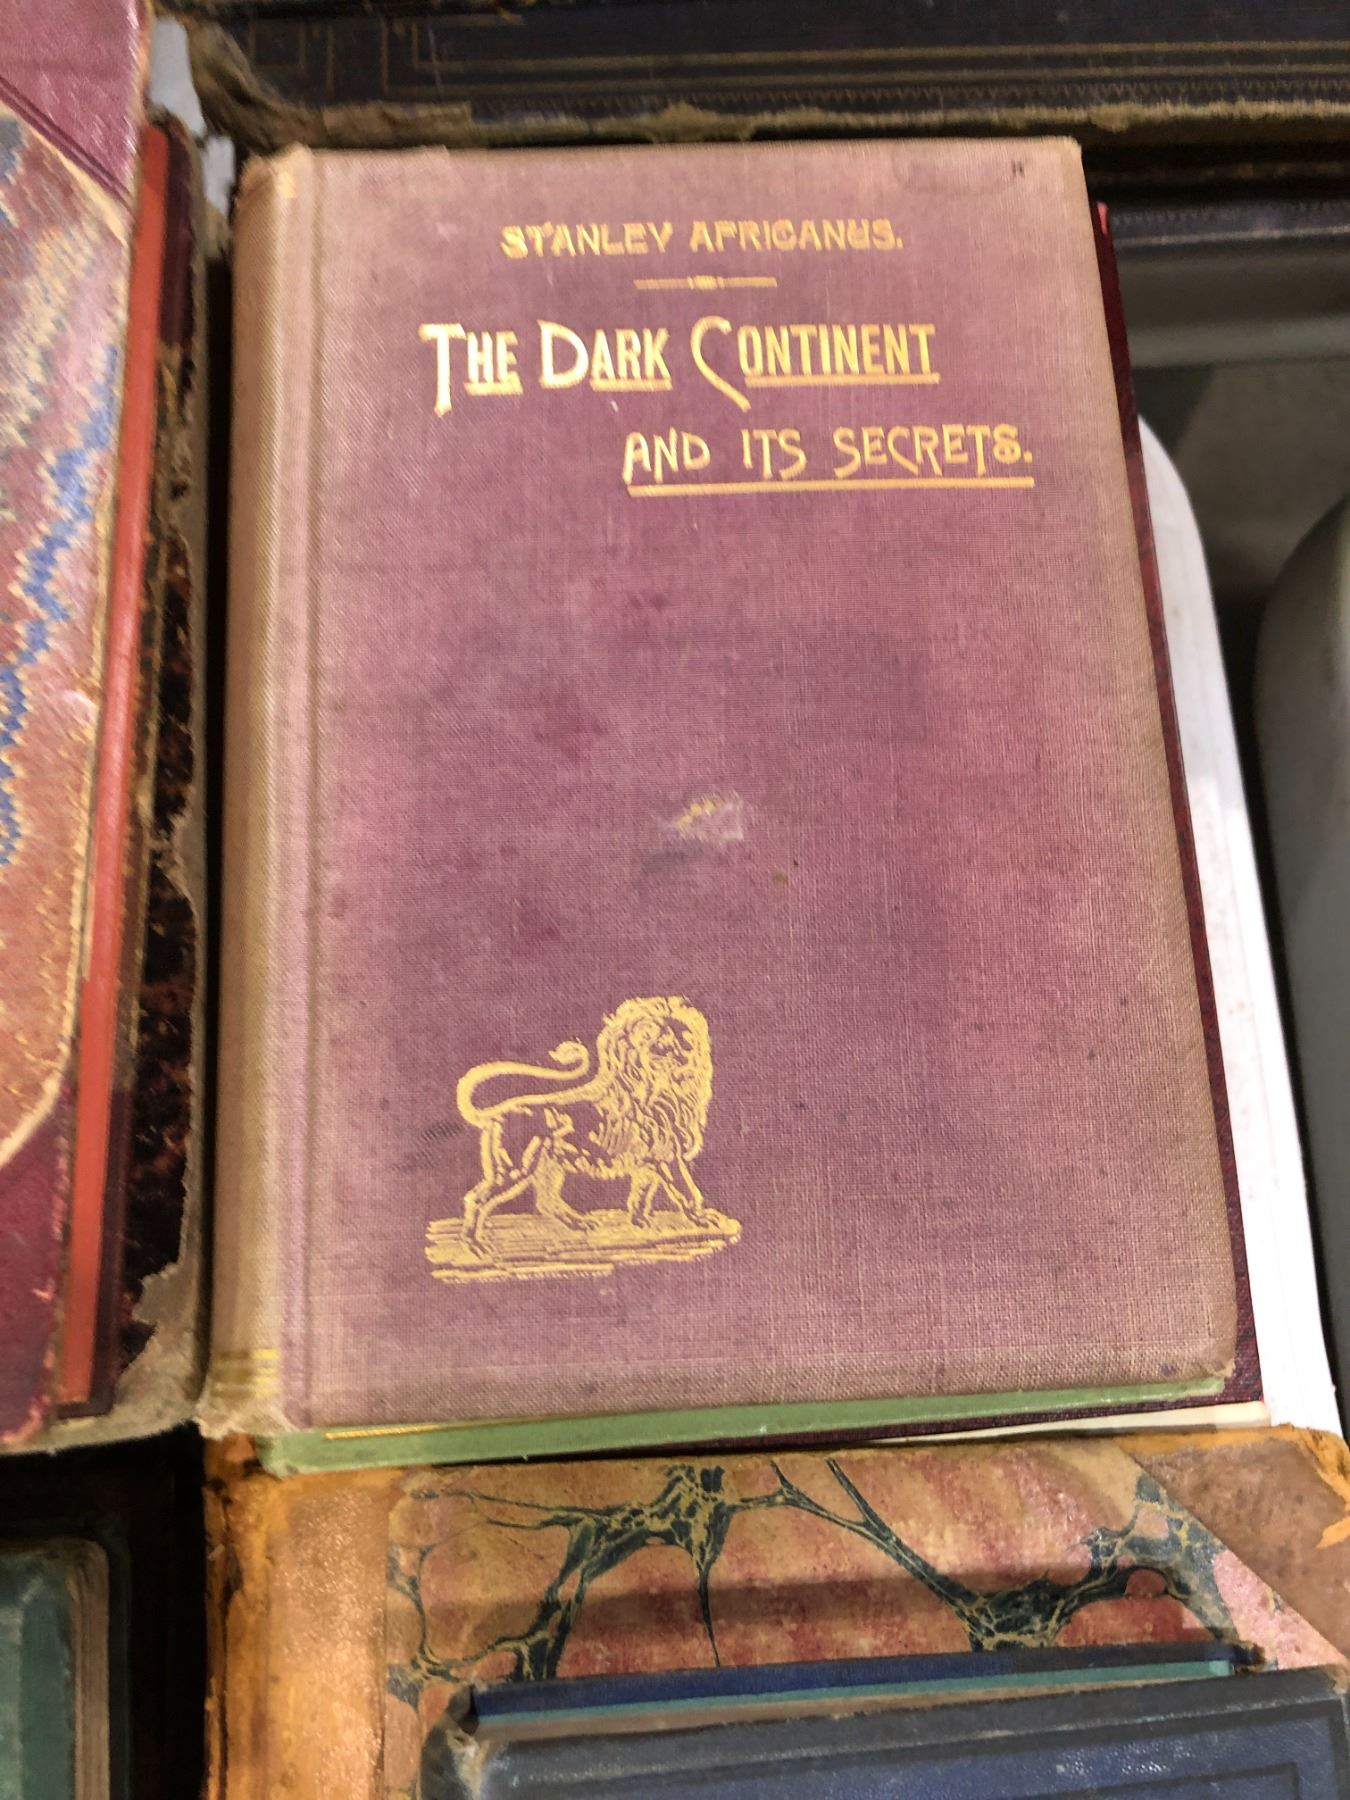 STANLEY AFRICANUS.
THE DARK CONTINENT
AND ITS SECRETS.